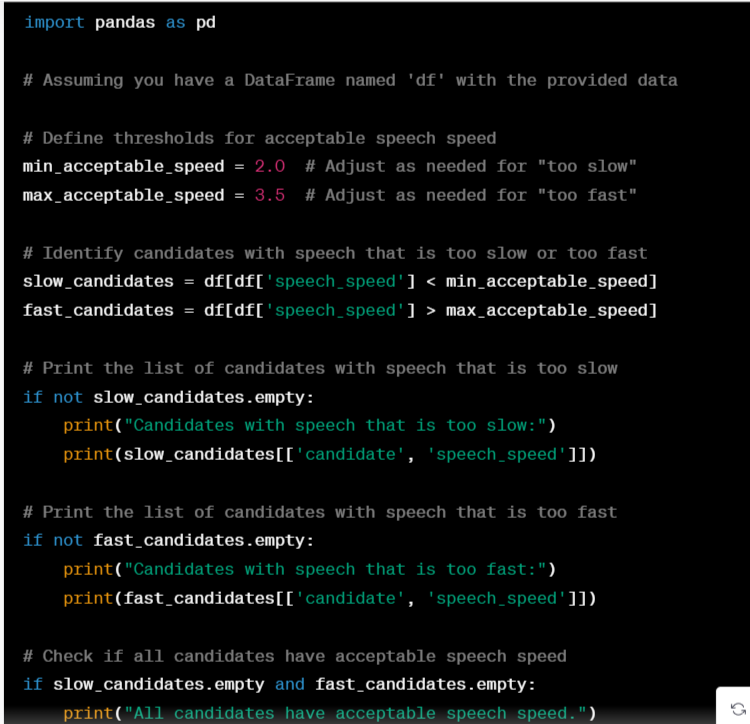 import pandas as pd
# Assuming you have a DataFrame named 'df' with the provided data
# Define thresholds for acceptable speech speed
min_acceptable_speed = 2.0  # Adjust as needed for "too slow"
max_acceptable_speed = 3.5  # Adjust as needed for "too fast"
# Identify candidates with speech that is too slow or too fast
slow_candidates = df[df['speech_speed'] < min_acceptable_speed]
fast_candidates = df[df['speech_speed'] > max_acceptable_speed]
# Print the list of candidates with speech that is too slow
if not slow_candidates.empty:
    print("Candidates with speech that is too slow:")
    print(slow_candidates[['candidate', 'speech_speed']])
# Print the list of candidates with speech that is too fast
if not fast_candidates.empty:
    print("Candidates with speech that is too fast:")
    print(fast_candidates[['candidate', 'speech_speed']])
# Check if all candidates have acceptable speech speed
if slow_candidates.empty and fast_candidates.empty:
    print("All candidates have acceptable speech speed.")